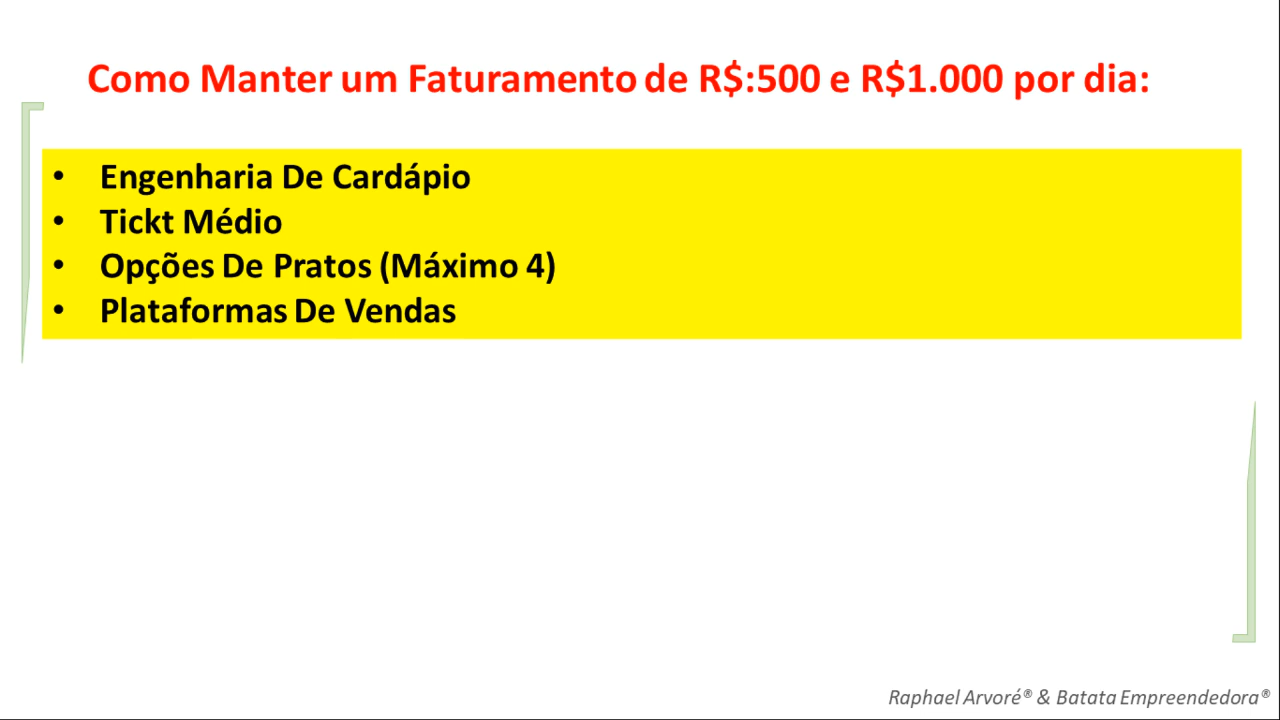 Como Manter um Faturamento de R$:500 e R$1.000 por dia:
• Engenharia De Cardápio
• Tickt Médio
• Opções De Pratos (Máximo 4)
• Plataformas De Vendas
Raphael Arvoré® & Batata Empreendedora®